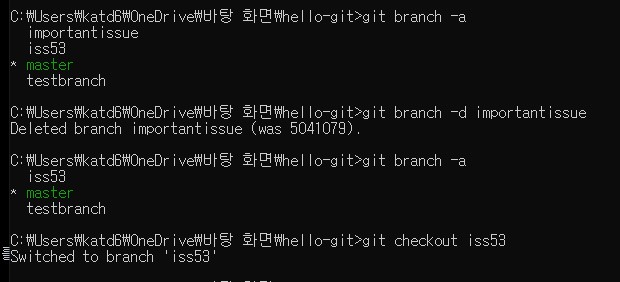 C:₩Users₩katd6₩OneDrive₩바탕 화면₩hello-git>git branch -a
importantissue
iss53
* master
testbranch
C:₩Users₩katd6₩OneDrive₩바탕 화면₩hello-git>git branch -d importantissue
Deleted branch importantissue (was 5041079).
C:₩Users₩katd6₩OneDrive₩바탕 화면₩hello-git>git branch -a
iss53
* master
testbranch
C:₩Users₩katd6₩OneDrive₩바탕 화면₩hello-git>git checkout iss53
Switched to branch 'iss53'